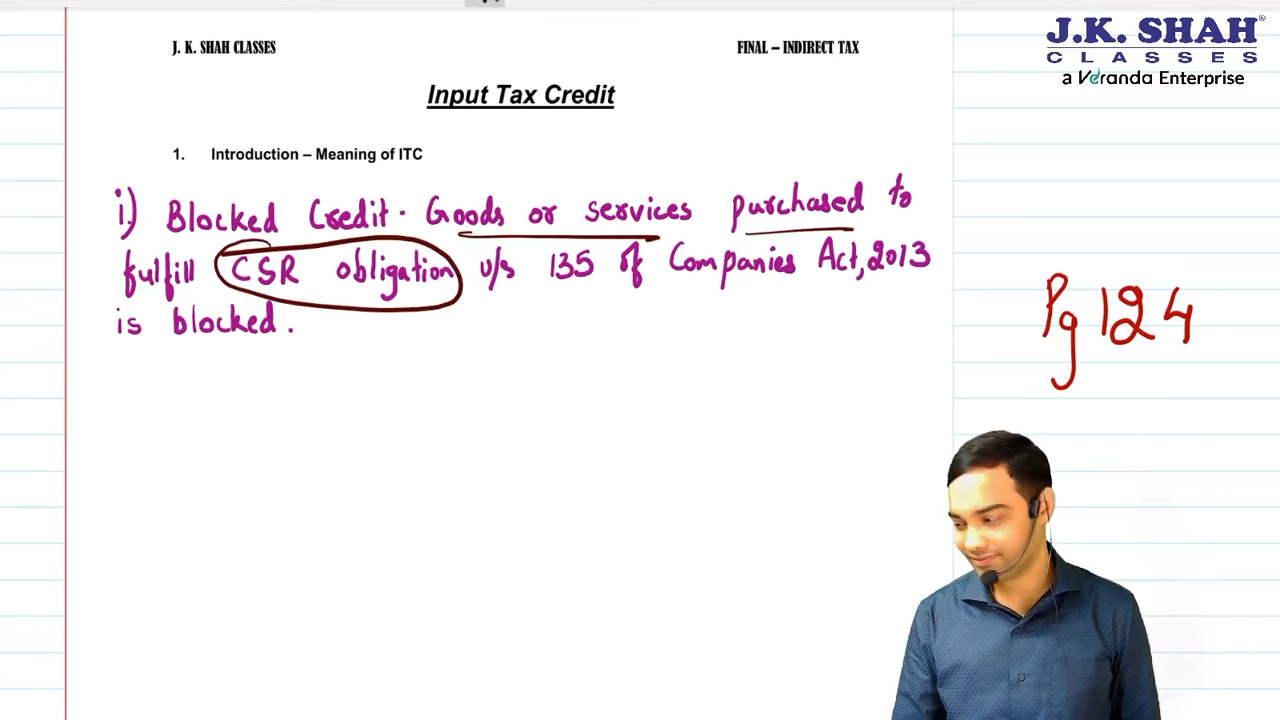 J. K. SHAH CLASSES
FINAL – INDIRECT TAX
J.K. SHAH®
CLASSES
a Veranda Enterprise
Input Tax Credit
1. Introduction – Meaning of ITC
i.) Blocked Credit. Goods or services purchased to
fulfill CSR obligation u/s 135 of Companies Act, 2013
is blocked.
Pg 124